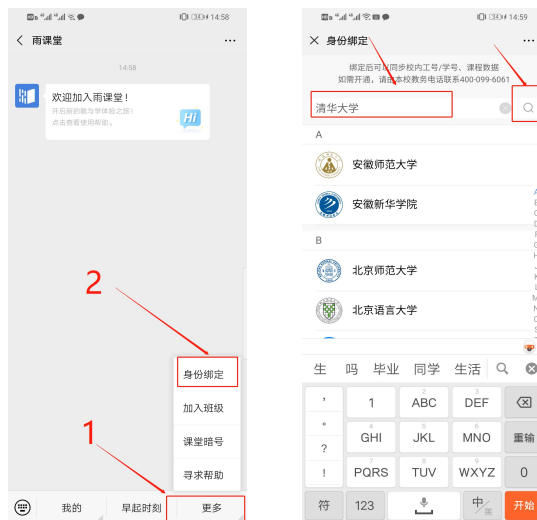 14:58
雨课堂
14:58
欢迎加入雨课堂！
开启新的教与学体验之旅！
点击查看使用帮助。
Hi
2
身份绑定
加入班级
课堂暗号
寻求帮助
1
我的
早起时刻
更多
14:59
身份绑定
绑定后可以同步校内工号/学号、课程数据
如需开通，请由本校教务电话联系400-099-6061
清华大学
A
安徽师范大学
安徽新华学院
B
北京师范大学
北京语言大学
生 吗 毕业 同学 生活
， 1 ABC DEF
。 GHI JKL MNO 重输
？
！ PQRS TUV WXYZ 0
符 123 中/英 开始